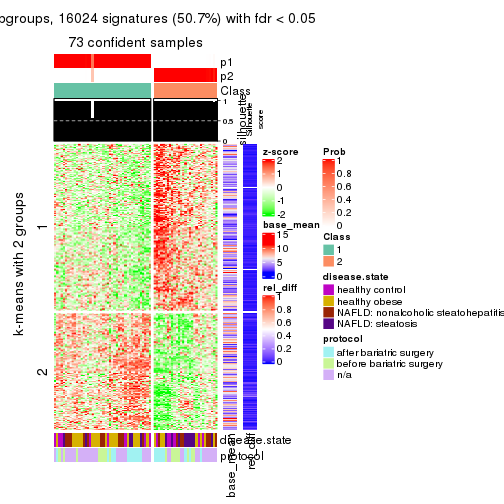 ogroups, 16024 signatures (50.7%) with fdr < 0.05
73 confident samples
p1
p2
Class
1
0.5
0
silhouette
Silhouette
score
k-means with 2 groups
1
2
disease.state
protocol
base_mean
rel_diff
z-score
2
1
0
-1
-2
base_mean
15
10
5
0
rel_diff
1
0.8
0.6
0.4
0.2
0
Prob
1
0.8
0.6
0.4
0.2
0
Class
1
2
disease.state
healthy control
healthy obese
NAFLD: nonalcoholic steatohepatitis
NAFLD: steatosis
protocol
after bariatric surgery
before bariatric surgery
n/a